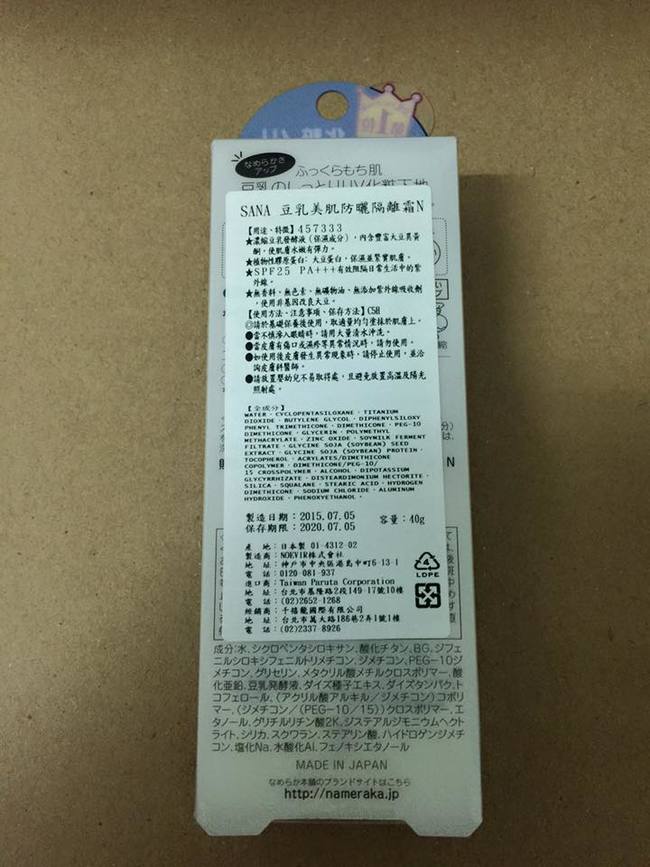 なめらかさ
アップ
ふっくらもち肌
豆乳のしっとりUV化粧下地
SANA 豆乳美肌防曬隔離霜N
【用途、特徵】457333
★濃縮豆乳發酵液(保濕成分),內含豐富大豆異黃
酮,使肌膚水嫩有彈力。
★植物性膠原蛋白:大豆蛋白,保濕並緊實肌膚。
★SPF25 PA+++有效阻隔日常生活中的紫
外線。
★無香料、無色素、無礦物油、無添加紫外線吸收劑
,使用非基因改良大豆。
【使用方法、注意事項、保存方法】C5H
◎請於基礎保養後使用,取適量均勻塗抹於肌膚上。
●當不慎滲入眼睛時,請用大量清水沖洗。
●當皮膚有傷口或濕疹等異常情況時,請勿使用。
●如使用後皮膚發生異常現象時,請停止使用,並洽
詢皮膚科醫師。
●請放置嬰幼兒不易取得處,且避免放置高溫及陽光
照射處。
【全成分】
WATER‧CYCLOPENTASILOXANE‧TITANIUM
DIOXIDE‧BUTYLENE GLYCOL‧DIPHENYLSILOXY
PHENYL TRIMETHICONE‧DIMETHICONE‧PEG-10
DIMETHICONE‧GLYCERIN‧POLYMETHYL
METHACRYLATE‧ZINC OXIDE‧SOYMILK FERMENT
FILTRATE‧GLYCINE SOJA (SOYBEAN) SEED
EXTRACT‧GLYCINE SOJA (SOYBEAN) PROTEIN‧
TOCOPHEROL‧ACRYLATES/DIMETHICONE
COPOLYMER‧DIMETHICONE/PEG-10/
15 CROSSPOLYMER‧ALCOHOL‧DIPOTASSIUM
GLYCYRRHIZATE‧DISTEARDIMONIUM HECTORITE‧
SILICA‧SQUALANE‧STEARIC ACID‧HYDROGEN
DIMETHICONE‧SODIUM CHLORIDE‧ALUMINUM
HYDROXIDE‧PHENOXYETHANOL‧
製造日期:2015.07.05
保存期限:2020.07.05 容量:40g
產 地:日本製 01-4312-02
製造商:NOEVIR株式會社
地 址:神戶市中央區港島中町6-13-1
電 話:0120-081-937
進口商:Taiwan Paruta Corporation
地 址:台北市基隆路2段149-17號10樓
電 話:(02)2652-1268
經銷商:千禧龍國際有限公司
地 址:台北市萬大路186巷2弄1號1樓
電 話:(02)2337-8926
4
LDPE
成分:水、シクロペンタシロキサン、酸化チタン、BG、ジフェ
ニルシロキシフェニルトリメチコン、ジメチコン、PEG-10ジ
メチコン、グリセリン、メタクリル酸メチルクロスポリマー、酸
化亜鉛、豆乳発酵液、ダイズ種子エキス、ダイズタンパク、ト
コフェロール、(アクリル酸アルキル/ジメチコン)コポリ
マー、(ジメチコン/(PEG-10/15))クロスポリマー、エ
タノール、グリチルリチン酸2K、ジステアルジモニウムヘクト
ライト、シリカ、スクワラン、ステアリン酸、ハイドロゲンジメチ
コン、塩化Na、水酸化Al、フェノキシエタノール
MADE IN JAPAN
なめらか本舗のブランドサイトはこちら
http://nameraka.jp